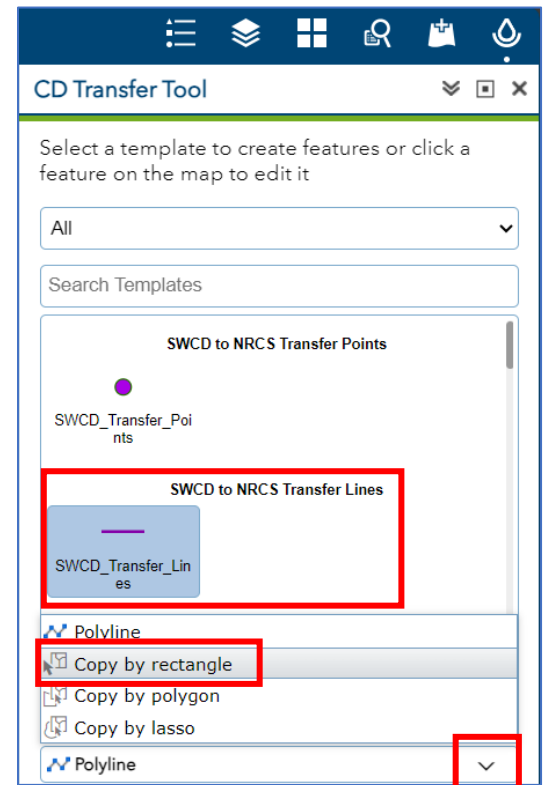 CD Transfer Tool
Select a template to create features or click a
feature on the map to edit it
All
Search Templates
SWCD to NRCS Transfer Points
SWCD_Transfer_Poi
nts
SWCD to NRCS Transfer Lines
SWCD_Transfer_Lin
es
Polyline
Copy by rectangle
Copy by polygon
Copy by lasso
Polyline